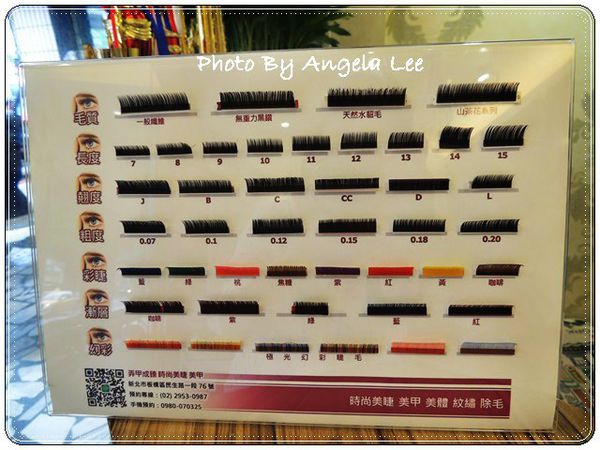 Photo By Angela Lee
毛質 一般纖維 無重力黑鑽 天然水貂毛 山茶花系列
長度 7 8 9 10 11 12 13 14 15
翹度 J B C CC D L
粗度 0.07 0.1 0.12 0.15 0.18 0.20
彩睫 藍 綠 桃 焦糖 紫 紅 黃 咖啡
漸層 咖啡 紫 綠 藍 紅
幻彩 極光幻彩睫毛
弄甲成臻 時尚美睫 美甲
新北市板橋區民生路一段76號
預約專線：(02) 2953-0987
手機預約：0980-070325
時尚美睫 美甲 美體 紋繡 除毛